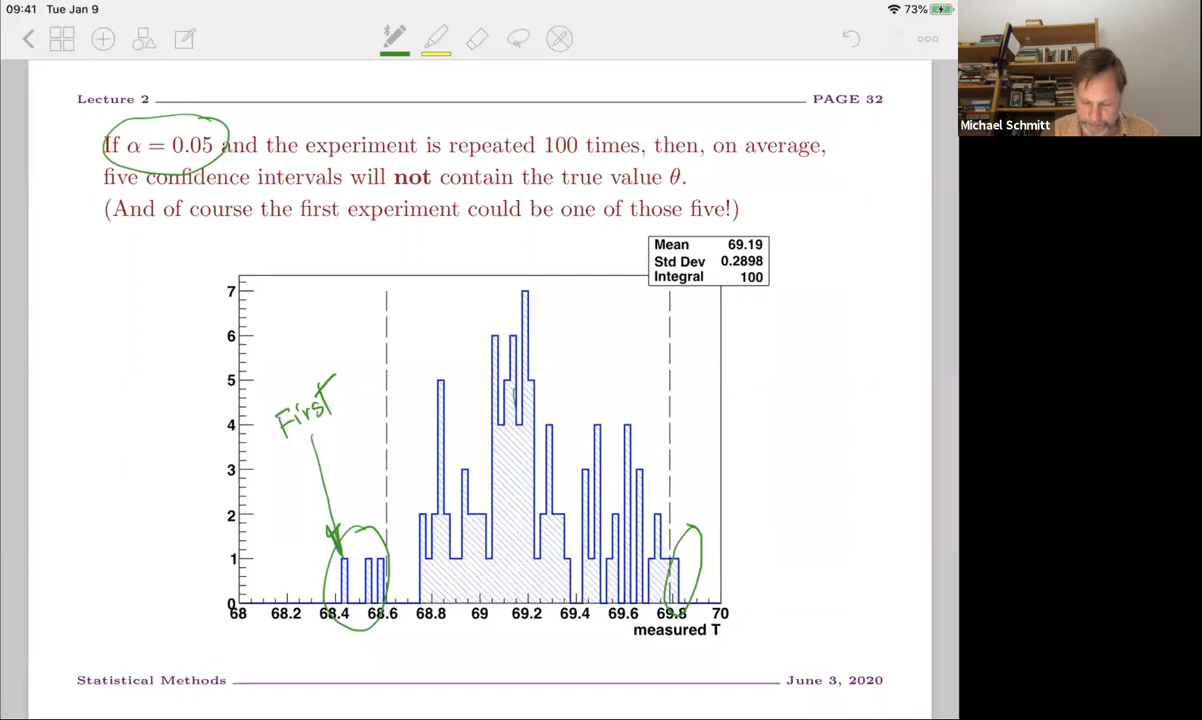 09:41 Tue Jan 9
73%
Lecture 2
PAGE 32
If α = 0.05 and the experiment is repeated 100 times, then, on average,
five confidence intervals will not contain the true value θ.
(And of course the first experiment could be one of those five!)
Mean 69.19
Std Dev 0.2898
Integral 100
7
6
5
4
3
2
1
0
First
68 68.2 68.4 68.6 68.8 69 69.2 69.4 69.6 69.8 70
measured T
Statistical Methods
June 3, 2020
Michael Schmitt